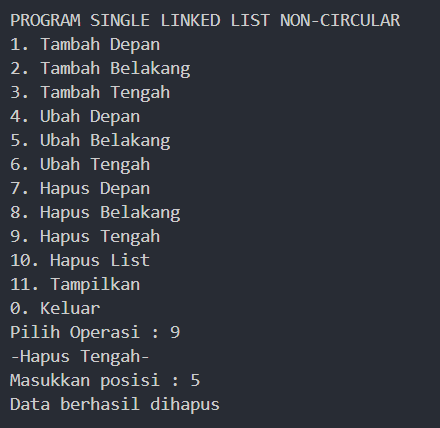 PROGRAM SINGLE LINKED LIST NON-CIRCULAR
1. Tambah Depan
2. Tambah Belakang
3. Tambah Tengah
4. Ubah Depan
5. Ubah Belakang
6. Ubah Tengah
7. Hapus Depan
8. Hapus Belakang
9. Hapus Tengah
10. Hapus List
11. Tampilkan
0. Keluar
Pilih Operasi : 9
-Hapus Tengah-
Masukkan posisi : 5
Data berhasil dihapus